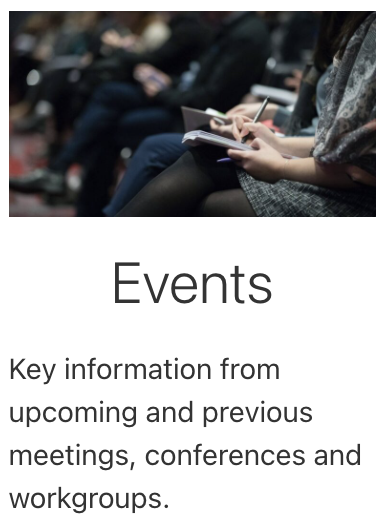 Events
Key information from
upcoming and previous
meetings, conferences and
workgroups.